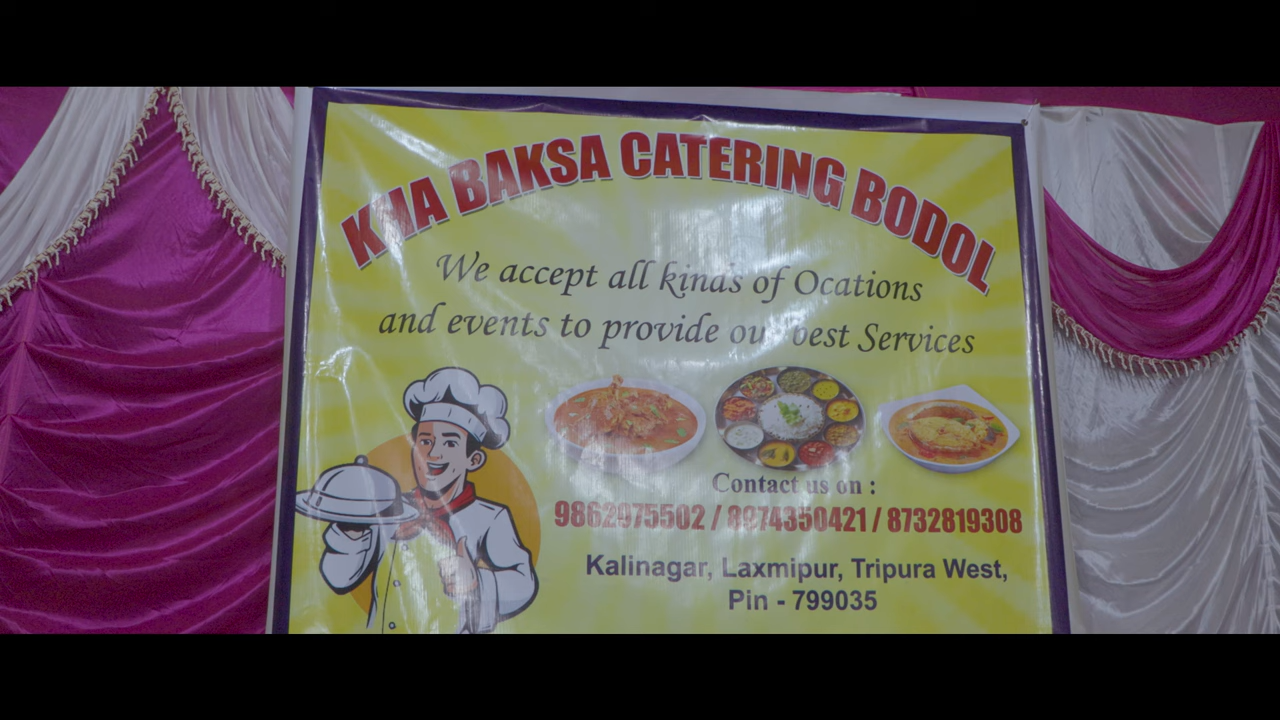 BAKSA CATERING BODOL
We accept all kinds of Ocations
and events to provide our best Services
Contact us on :
9862975502 / 8974350421 / 8732819308
Kalinagar, Laxmipur, Tripura West,
Pin - 799035